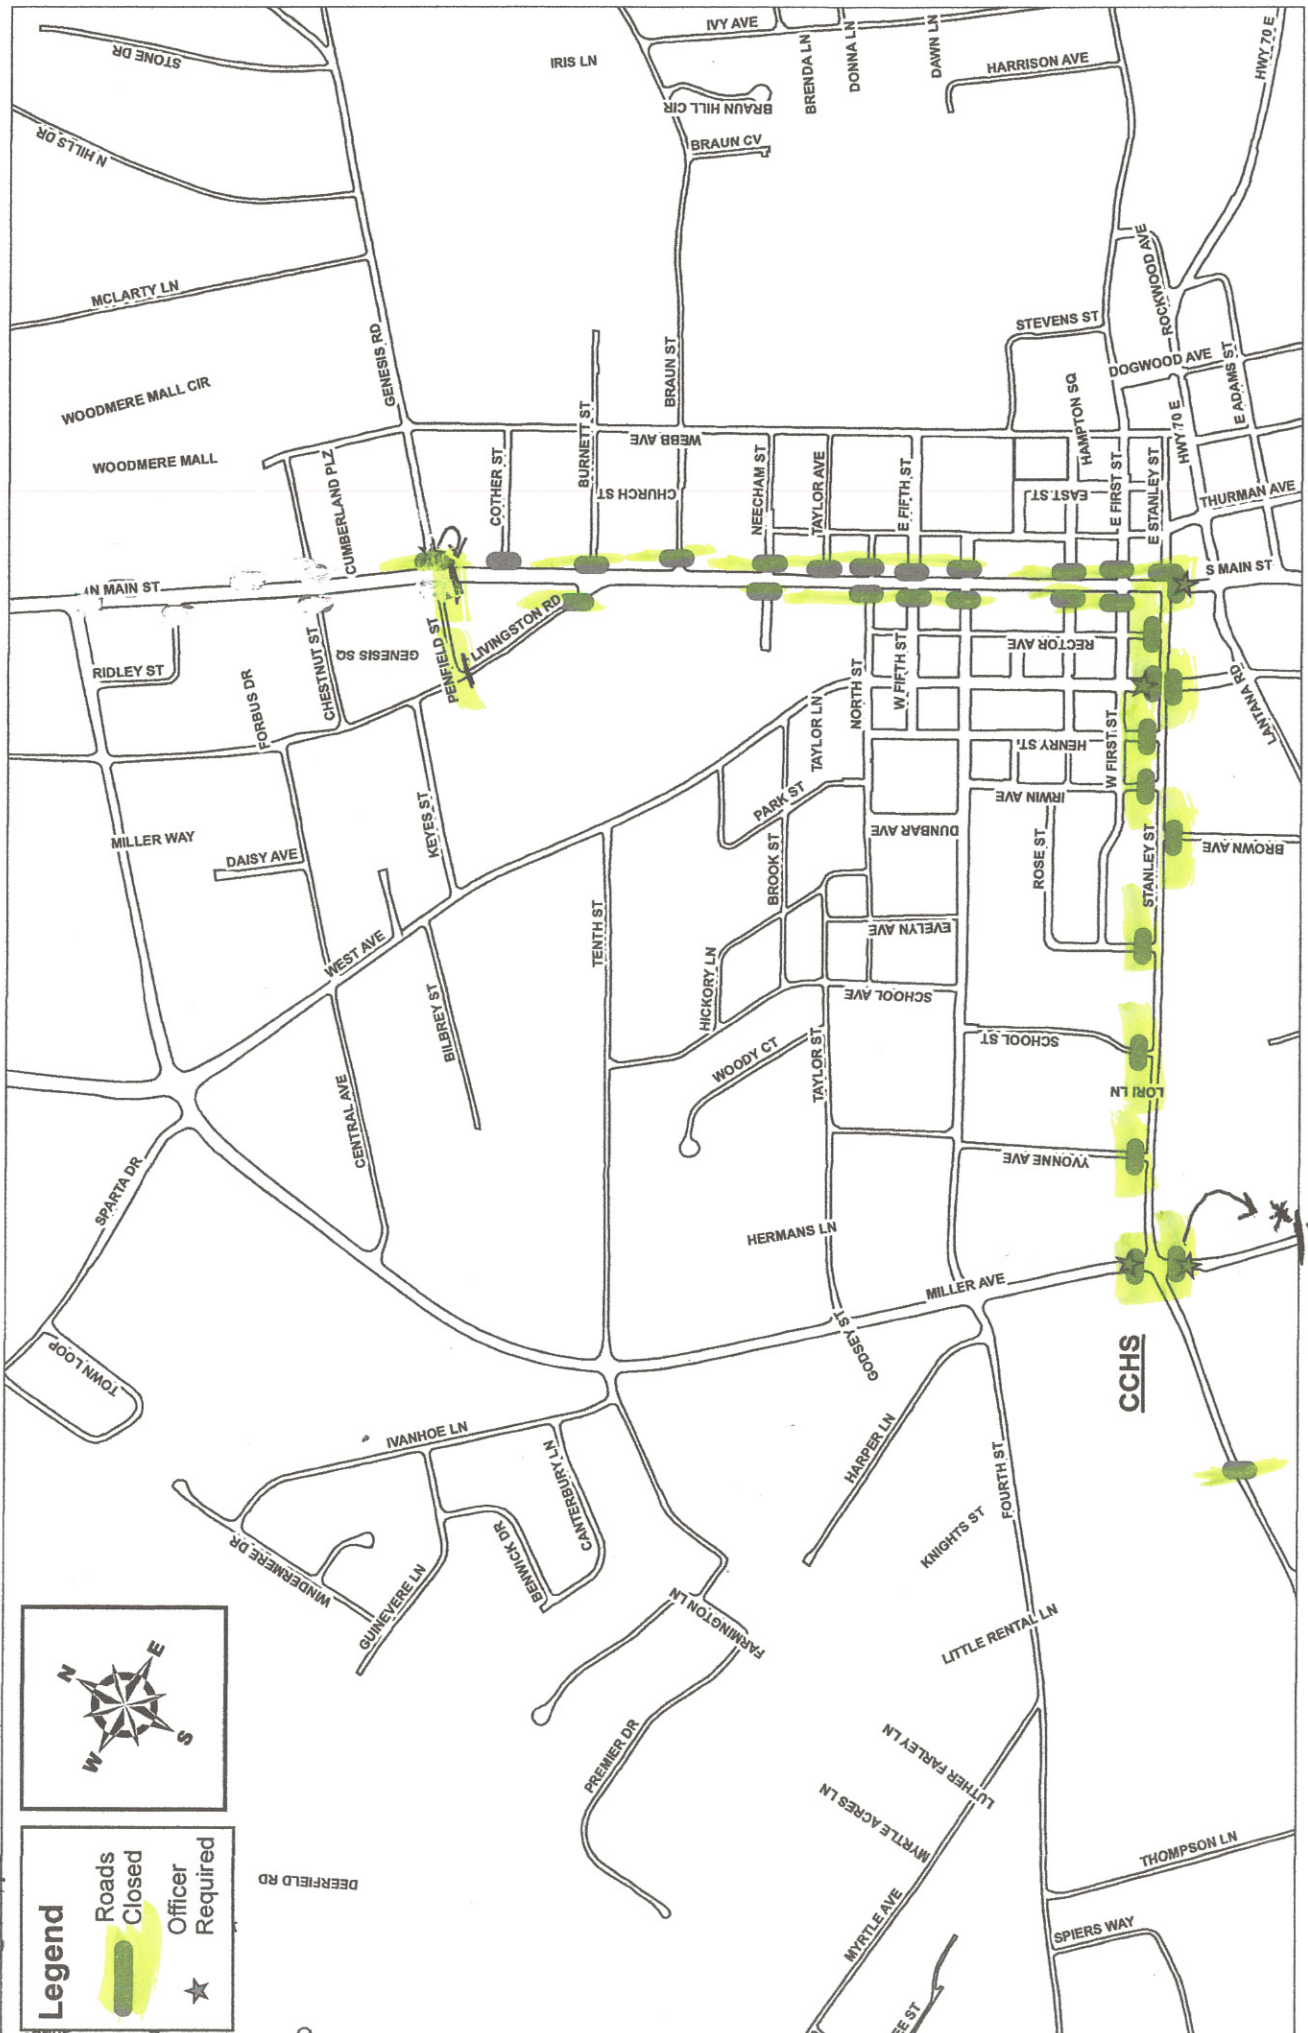 STONE DR
N HILLS DR
IVY AVE
IRIS LN
BRAUN HILL CIR
BRAUN CV
BRENDA LN
DONNA LN
DAWN LN
HARRISON AVE
HWY 70 E
MCLARTY LN
GENESIS RD
WOODMERE MALL CIR
WOODMERE MALL
CUMBERLAND PLZ
COTHER ST
BURNETT ST
BRAUN ST
WEBB AVE
CHURCH ST
NEECHAM ST
TAYLOR AVE
E FIFTH ST
STEVENS ST
ROCKWOOD AVE
DOGWOOD AVE
E ADAMS ST
HAMPTON SQ
HWY 70 E
EAST ST
E FIRST ST
E STANLEY ST
THURMAN AVE
N MAIN ST
S MAIN ST
RIDLEY ST
FORBUS DR
CHESTNUT ST
GENESIS SQ
PENFIELD ST
LIVINGSTON RD
RECTOR AVE
LANTANA RD
NORTH ST
W FIFTH ST
TAYLOR LN
HENRY ST
W FIRST ST
IRWIN AVE
PARK ST
DUNBAR AVE
BROOK ST
ROSE ST
STANLEY ST
BROWN AVE
MILLER WAY
DAISY AVE
KEYES ST
WEST AVE
TENTH ST
EVELYN AVE
HICKORY LN
SCHOOL AVE
BILBREY ST
WOODY CT
TAYLOR ST
SCHOOL ST
LORI LN
CENTRAL AVE
YVONNE AVE
SPARTA DR
HERMANS LN
MILLER AVE
GODSEY ST
TOWN LOOP
CCHS
IVANHOE LN
HARPER LN
CANTERBURY LN
FOURTH ST
WINDERMERE DR
BENWICK DR
KNIGHTS ST
GUINEVERE LN
FARMINGTON LN
LITTLE RENTAL LN
N
E
S
W
PREMIER DR
LUTHER FARLEY LN
MYRTLE ACRES LN
THOMPSON LN
DEERFIELD RD
MYRTLE AVE
SPIERS WAY
EE ST
Legend
Roads
Closed
Officer
Required